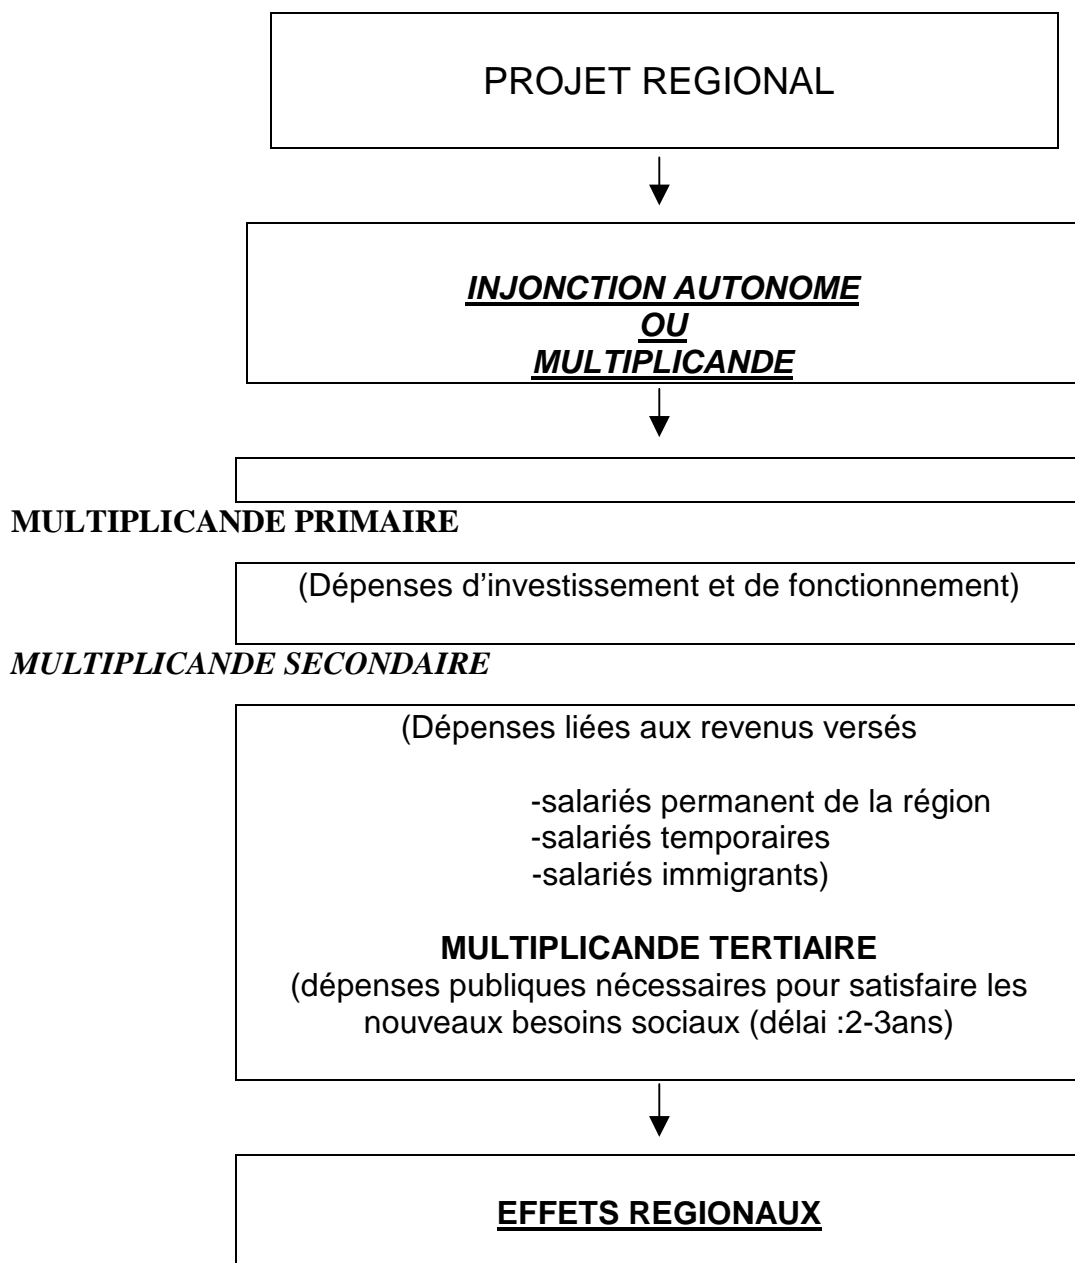 PROJET REGIONAL
INJONCTION AUTONOME
OU
MULTIPLICANDE
MULTIPLICANDE PRIMAIRE
(Dépenses d'investissement et de fonctionnement)
MULTIPLICANDE SECONDAIRE
(Dépenses liées aux revenus versés
-salariés permanent de la région
-salariés temporaires
-salariés immigrants)
MULTIPLICANDE TERTIAIRE
(dépenses publiques nécessaires pour satisfaire les
nouveaux besoins sociaux (délai :2-3ans)
EFFETS REGIONAUX